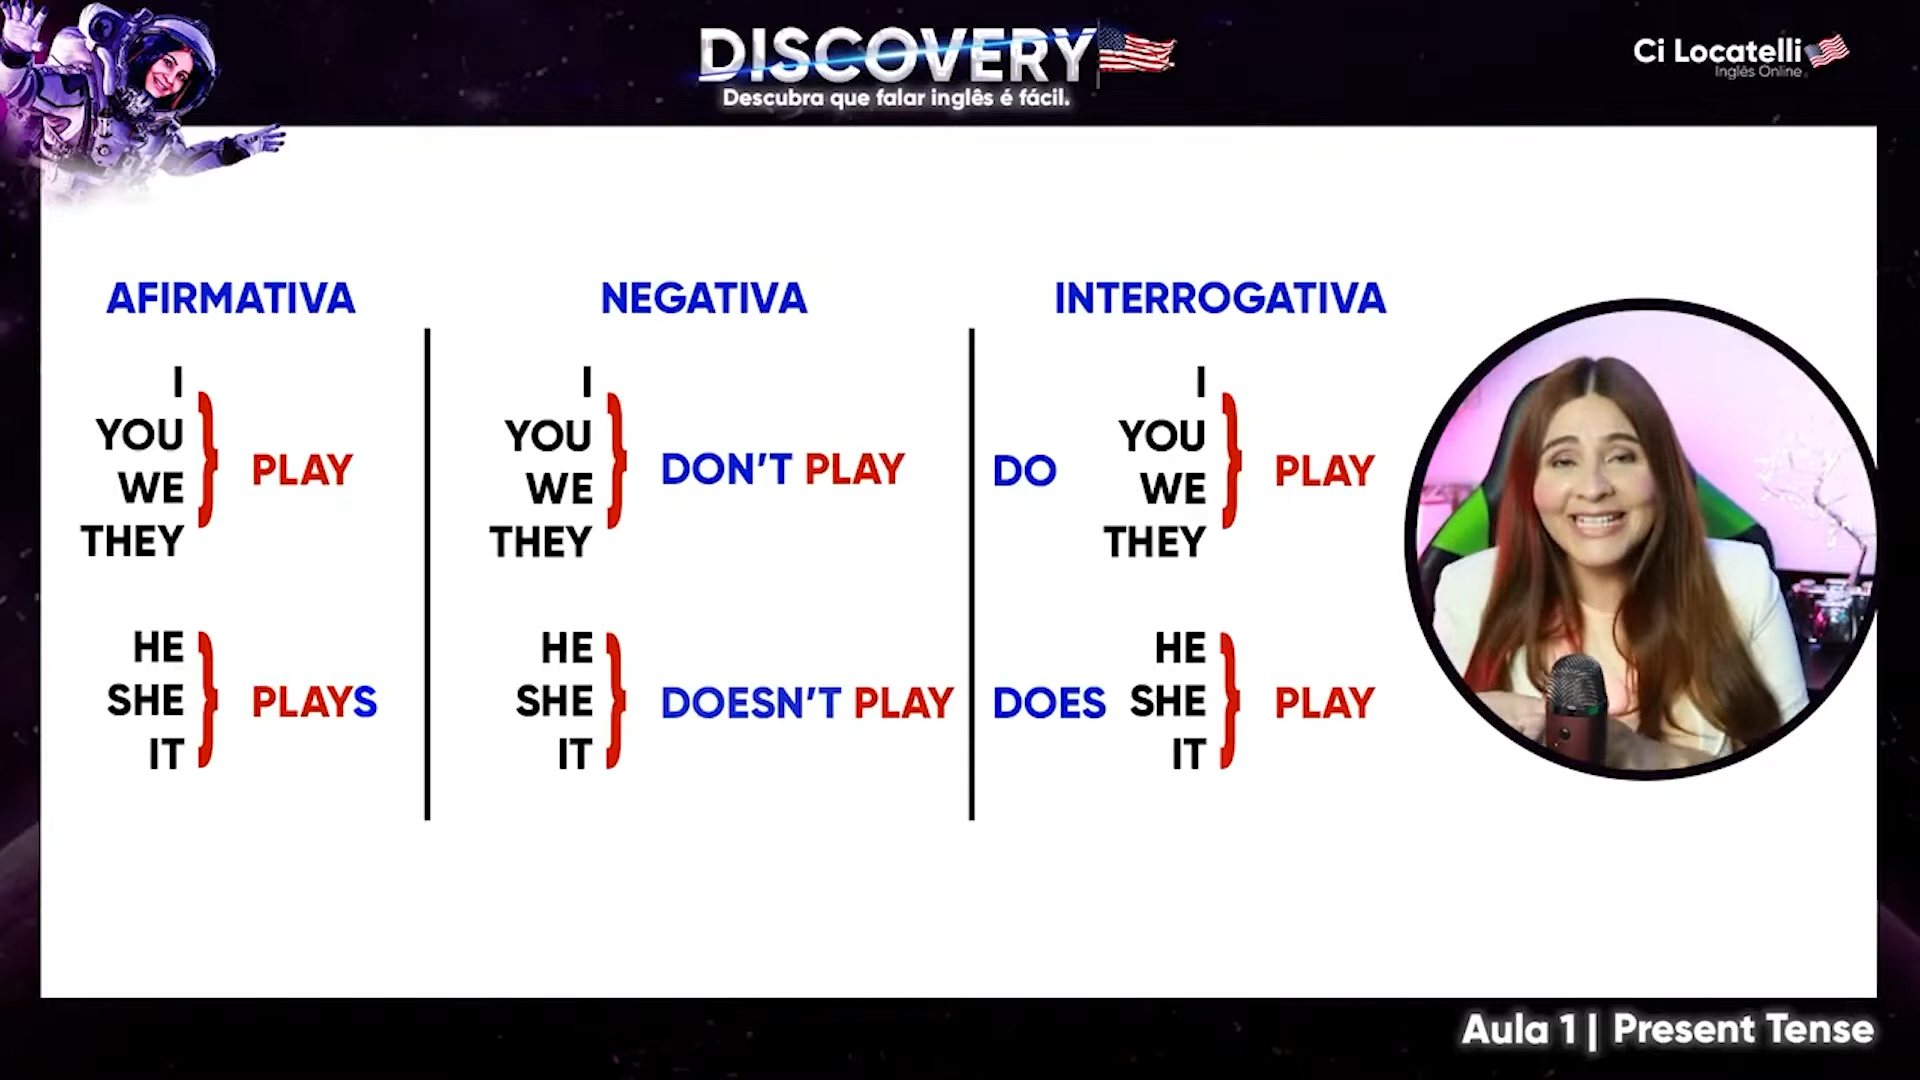 DISCOVERY
Descubra que falar inglês é fácil.
Ci Locatelli
Inglês Online
AFIRMATIVA
I
YOU
WE
THEY
PLAY
HE
SHE
IT
PLAYS
NEGATIVA
I
YOU
WE
THEY
DON'T PLAY
HE
SHE
IT
DOESN'T PLAY
INTERROGATIVA
DO
I
YOU
WE
THEY
PLAY
DOES
HE
SHE
IT
PLAY
Aula 1 | Present Tense